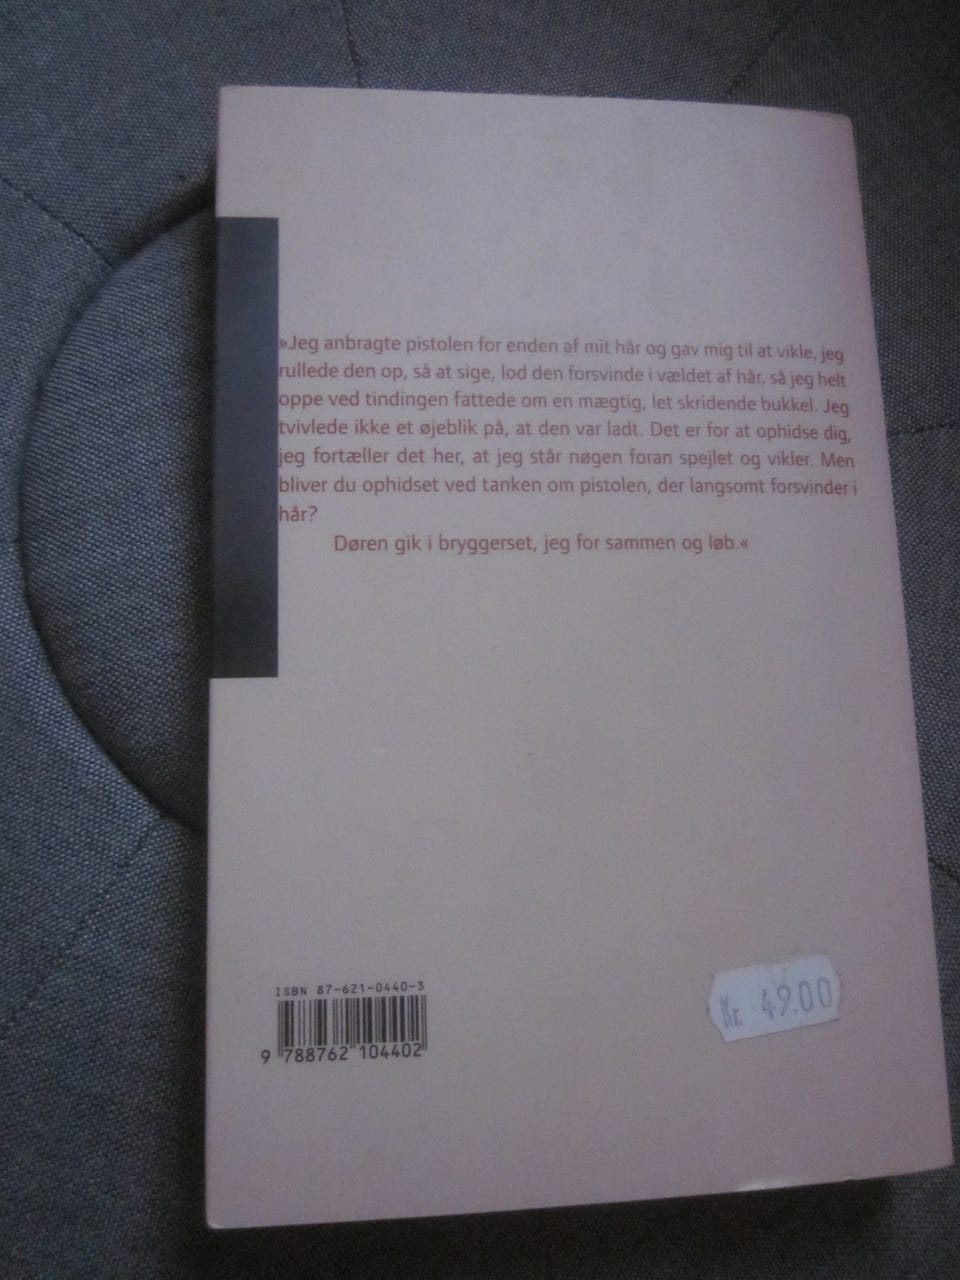 »Jeg anbragte pistolen for enden af mit hår og gav mig til at vikle, jeg
rullede den op, så at sige, lod den forsvinde i vældet af hår, så jeg helt
oppe ved tindingen fattede om en mægtig, let skridende bukkel. Jeg
tvivlede ikke et øjeblik på, at den var ladt. Det er for at ophidse dig,
jeg fortæller det her, at jeg står nøgen foran spejlet og vikler. Men
bliver du ophidset ved tanken om pistolen, der langsomt forsvinder i
hår?
Døren gik i bryggerset, jeg for sammen og løb.«
ISBN 87-621-0440-3
9 788762 104402
Kr. 49.00